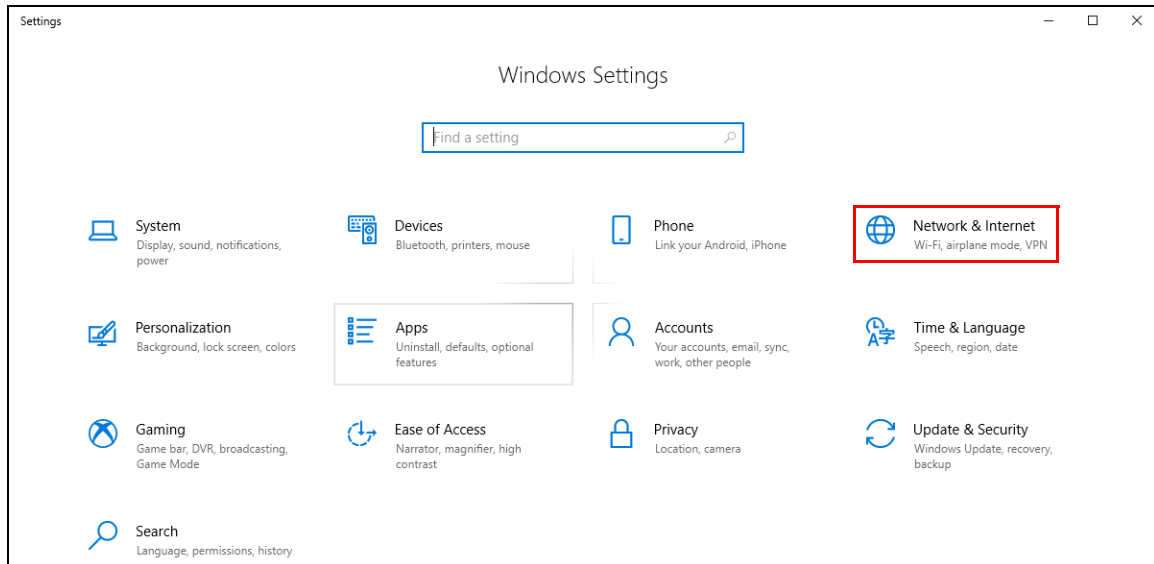 Settings
Windows Settings
Find a setting
System
Display, sound, notifications,
power
Devices
Bluetooth, printers, mouse
Phone
Link your Android, iPhone
Network & Internet
Wi-Fi, airplane mode, VPN
Personalization
Background, lock screen, colors
Apps
Uninstall, defaults, optional
features
Accounts
Your accounts, email, sync,
work, other people
Time & Language
Speech, region, date
Gaming
Game bar, DVR, broadcasting,
Game Mode
Ease of Access
Narrator, magnifier, high
contrast
Privacy
Location, camera
Update & Security
Windows Update, recovery,
backup
Search
Language, permissions, history